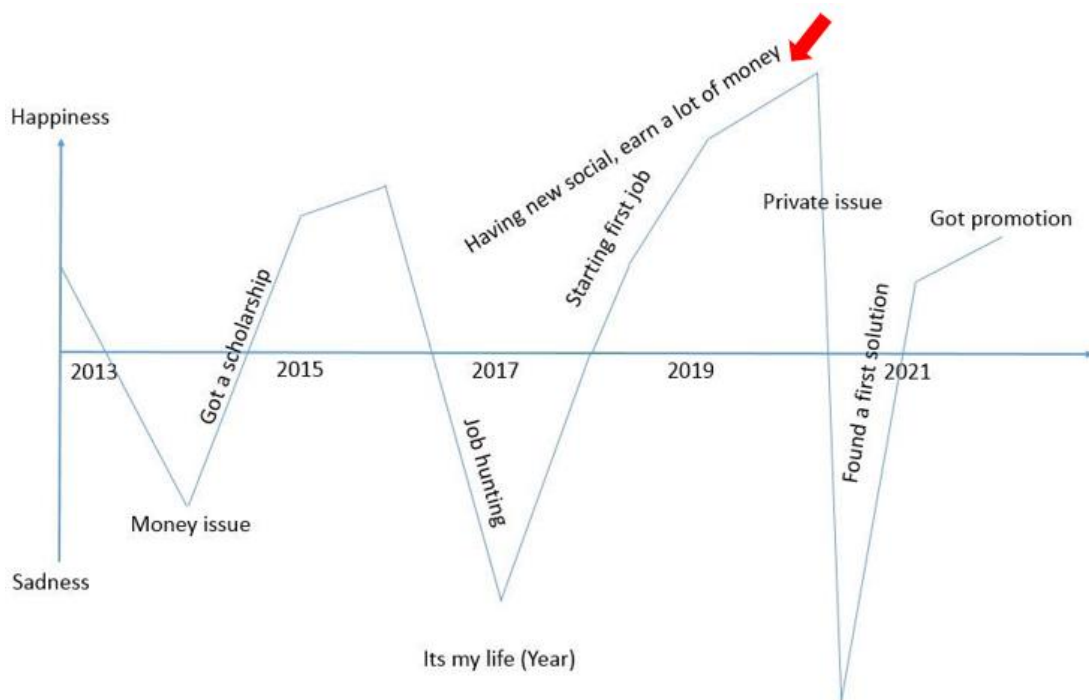 Happiness
Having new social, earn a lot of money
Starting first job
Private issue
Got promotion
Got a scholarship
Found a first solution
2013
2015
2017
2019
2021
Job hunting
Money issue
Sadness
Its my life (Year)